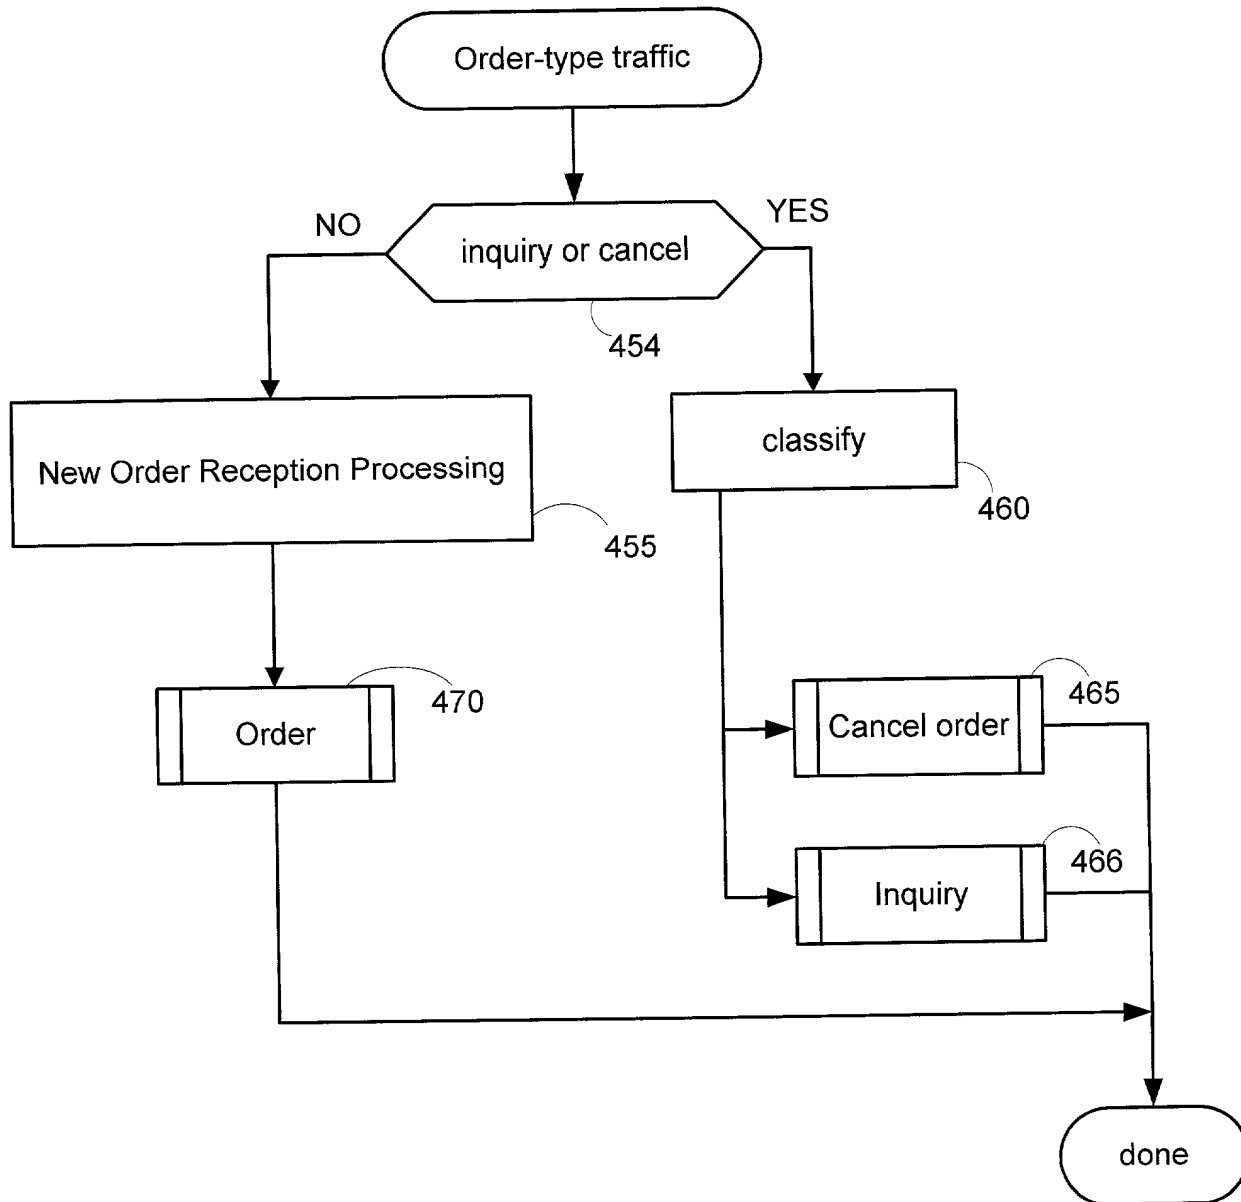 Order-type traffic
NO
YES
inquiry or cancel
454
New Order Reception Processing
455
classify
460
470
Order
465
Cancel order
466
Inquiry
done